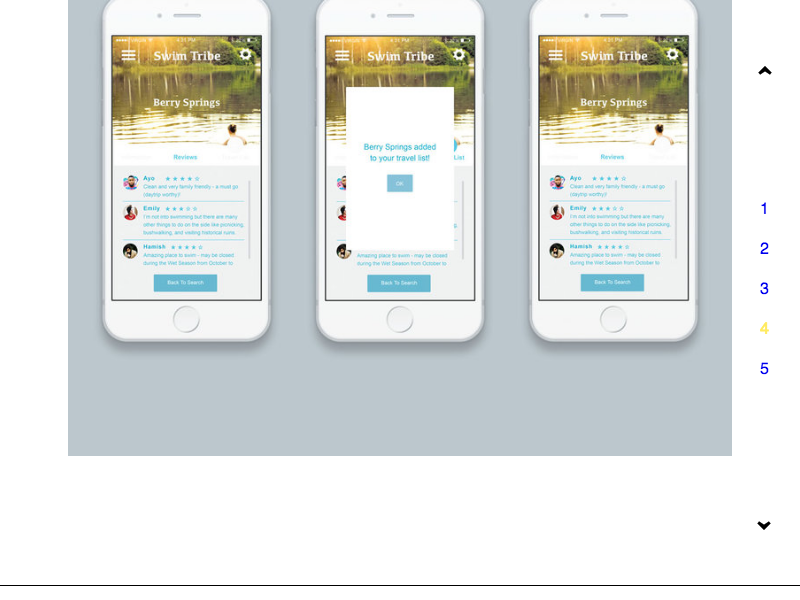 Swim Tribe
Berry Springs
Reviews
Ayo
Clean and very family friendly - a must go
daytrip worthy!
Emily
I'm not into swimming but there are many
other things to do on the side like picnicking,
bushwalking, and visiting historical ruins.
Hamish
Amazing place to swim - may be closed
during the Wet Season from October to
Back To Search
Swim Tribe
Berry Springs added
to your travel list!
OK
List
Amazing place to swim - may be closed
during the Wet Season from October to
Back To Search
Swim Tribe
Berry Springs
Reviews
Ayo
Clean and very family friendly - a must go
daytrip worthy!
Emily
I'm not into swimming but there are many
other things to do on the side like picnicking,
bushwalking, and visiting historical ruins.
Hamish
Amazing place to swim - may be closed
during the Wet Season from October to
Back To Search
1
2
3
4
5